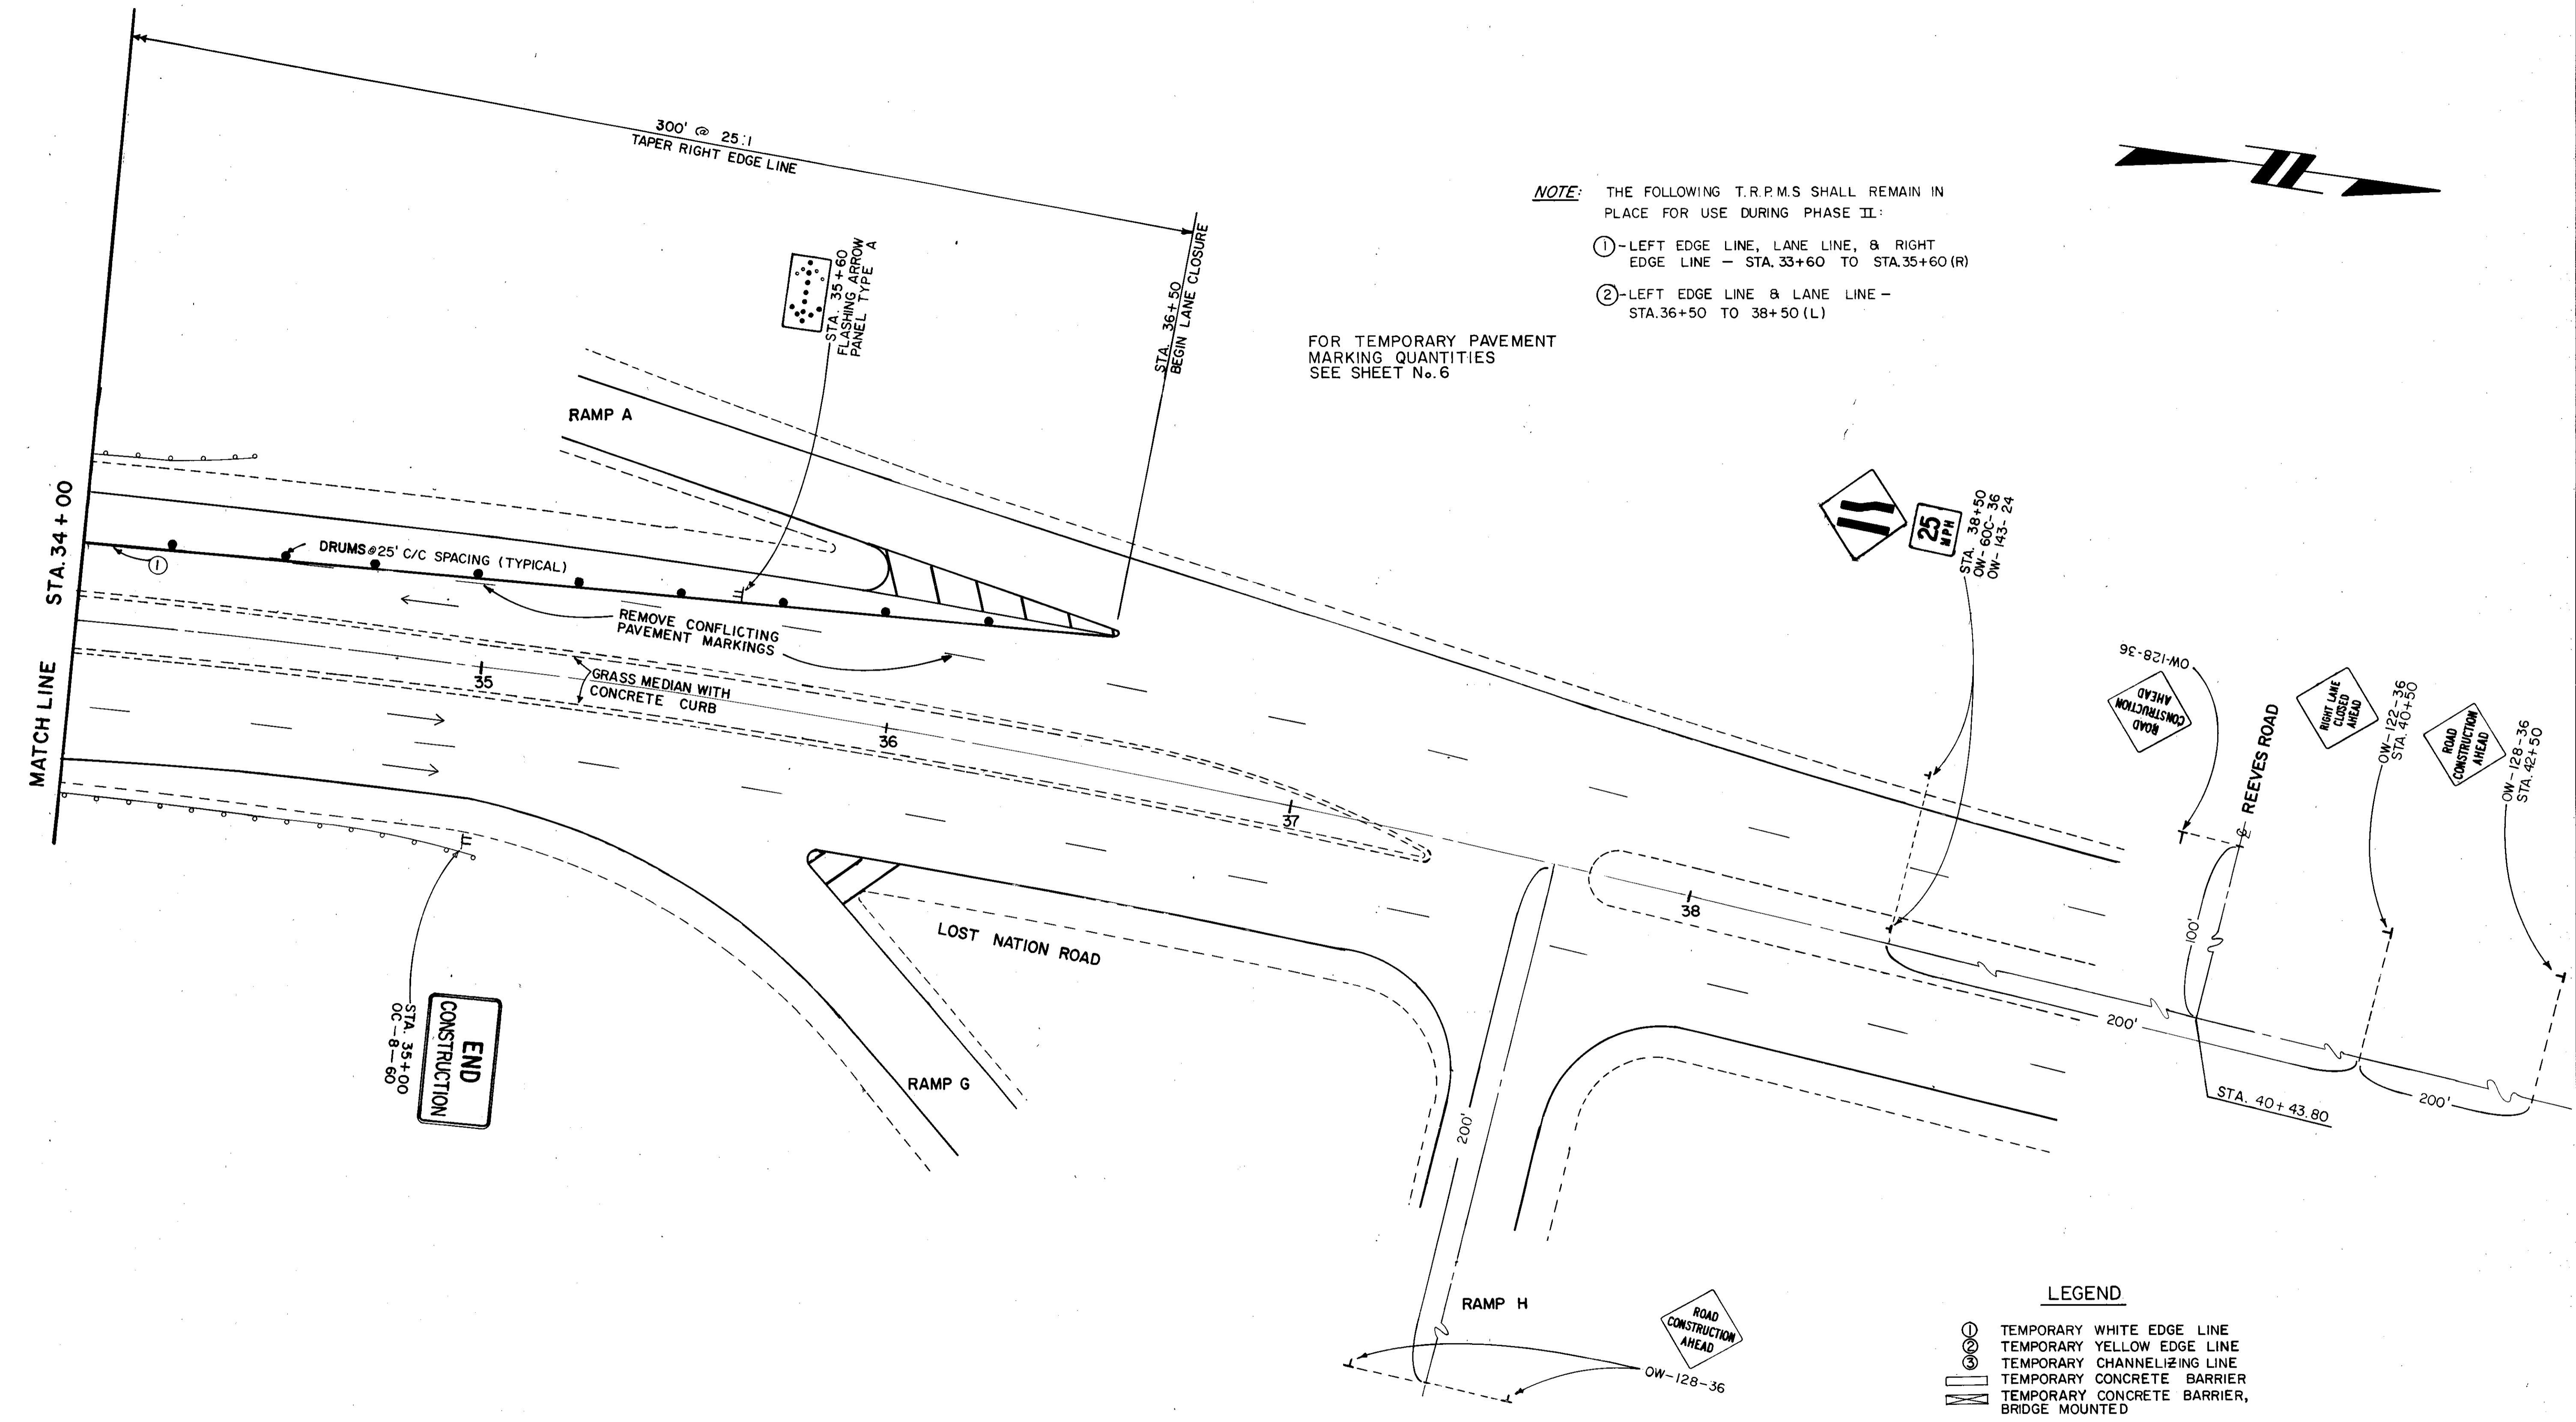 300' @ 25:1
TAPER RIGHT EDGE LINE
NOTE: THE FOLLOWING T.R.P.M.S SHALL REMAIN IN
PLACE FOR USE DURING PHASE II:
①-LEFT EDGE LINE, LANE LINE, & RIGHT
EDGE LINE — STA. 33+60 TO STA.35+60 (R)
②-LEFT EDGE LINE & LANE LINE —
STA.36+50 TO 38+50 (L)
FOR TEMPORARY PAVEMENT
MARKING QUANTITIES
SEE SHEET No. 6
STA. 35+60
FLASHING ARROW
PANEL TYPE A
STA. 36+50
BEGIN LANE CLOSURE
RAMP A
MATCH LINE STA. 34+00
①
DRUMS @ 25' C/C SPACING (TYPICAL)
REMOVE CONFLICTING
PAVEMENT MARKINGS
GRASS MEDIAN WITH
CONCRETE CURB
35
36
37
38
25
MPH
STA. 38+50
OW-60C-36
OW-143-24
OW-128-36
ROAD
CONSTRUCTION
AHEAD
REEVES ROAD
RIGHT LANE
CLOSED
AHEAD
OW-122-36
STA. 40+50
ROAD
CONSTRUCTION
AHEAD
OW-128-36
STA. 42+50
100'
200'
200'
STA. 40+43.80
LOST NATION ROAD
END
CONSTRUCTION
STA. 35+00
OC-8-60
RAMP G
200'
RAMP H
ROAD
CONSTRUCTION
AHEAD
OW-128-36
LEGEND
① TEMPORARY WHITE EDGE LINE
② TEMPORARY YELLOW EDGE LINE
③ TEMPORARY CHANNELIZING LINE
TEMPORARY CONCRETE BARRIER
TEMPORARY CONCRETE BARRIER,
BRIDGE MOUNTED